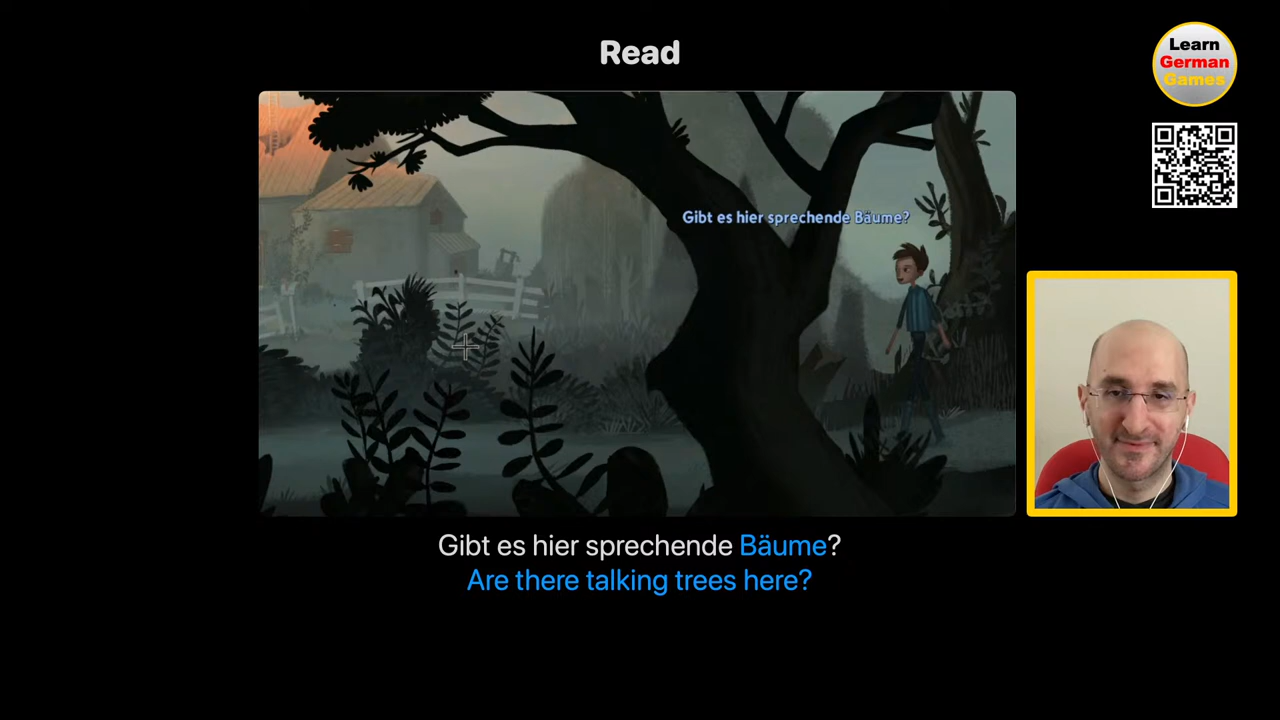 Read
Learn
German
Games
Gibt es hier sprechende Bäume?
Gibt es hier sprechende Bäume?
Are there talking trees here?